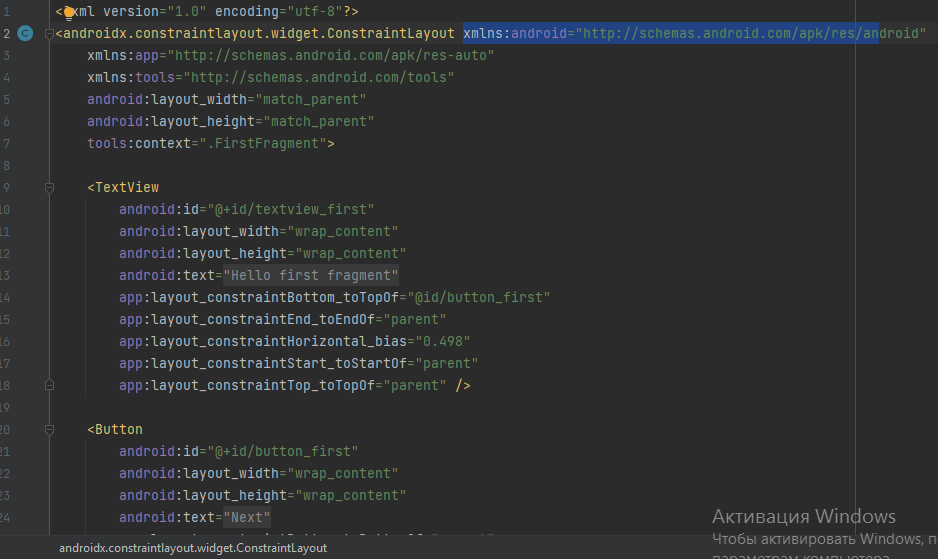 1 <?xml version="1.0" encoding="utf-8"?>
2 C <androidx.constraintlayout.widget.ConstraintLayout xmlns:android="http://schemas.android.com/apk/res/android"
3 xmlns:app="http://schemas.android.com/apk/res-auto"
4 xmlns:tools="http://schemas.android.com/tools"
5 android:layout_width="match_parent"
6 android:layout_height="match_parent"
7 tools:context=".FirstFragment">
8
9 <TextView
10 android:id="@+id/textview_first"
11 android:layout_width="wrap_content"
12 android:layout_height="wrap_content"
13 android:text="Hello first fragment"
14 app:layout_constraintBottom_toTopOf="@id/button_first"
15 app:layout_constraintEnd_toEndOf="parent"
16 app:layout_constraintHorizontal_bias="0.498"
17 app:layout_constraintStart_toStartOf="parent"
18 app:layout_constraintTop_toTopOf="parent" />
19
20 <Button
21 android:id="@+id/button_first"
22 android:layout_width="wrap_content"
23 android:layout_height="wrap_content"
24 android:text="Next"
Активация Windows
Чтобы активировать Windows, п
параметрам компьютера
androidx.constraintlayout.widget.ConstraintLayout